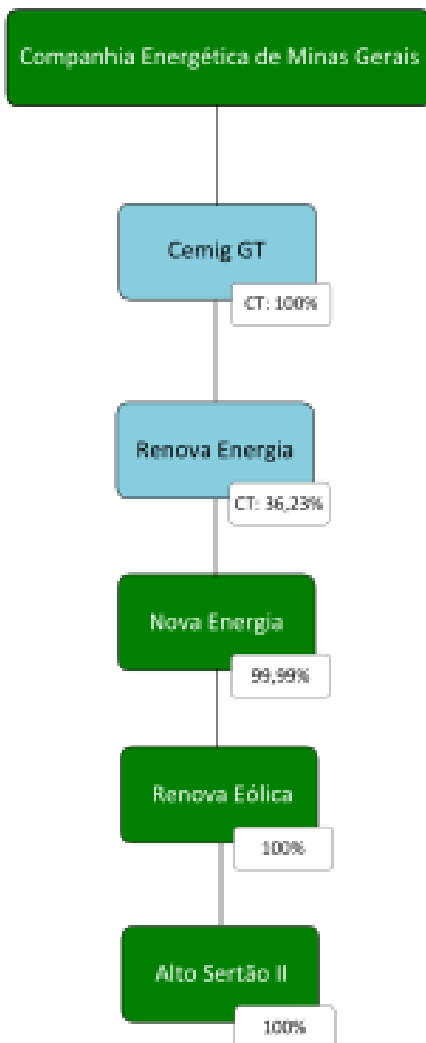 Companhia Energética de Minas Gerais
Cemig GT
CT: 100%
Renova Energia
CT: 36,23%
Nova Energia
99,99%
Renova Eólica
100%
Alto Sertão II
100%